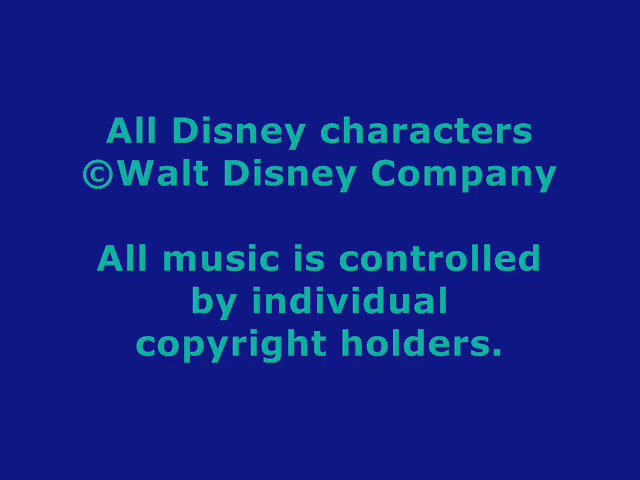 All Disney characters
©Walt Disney Company
All music is controlled
by individual
copyright holders.